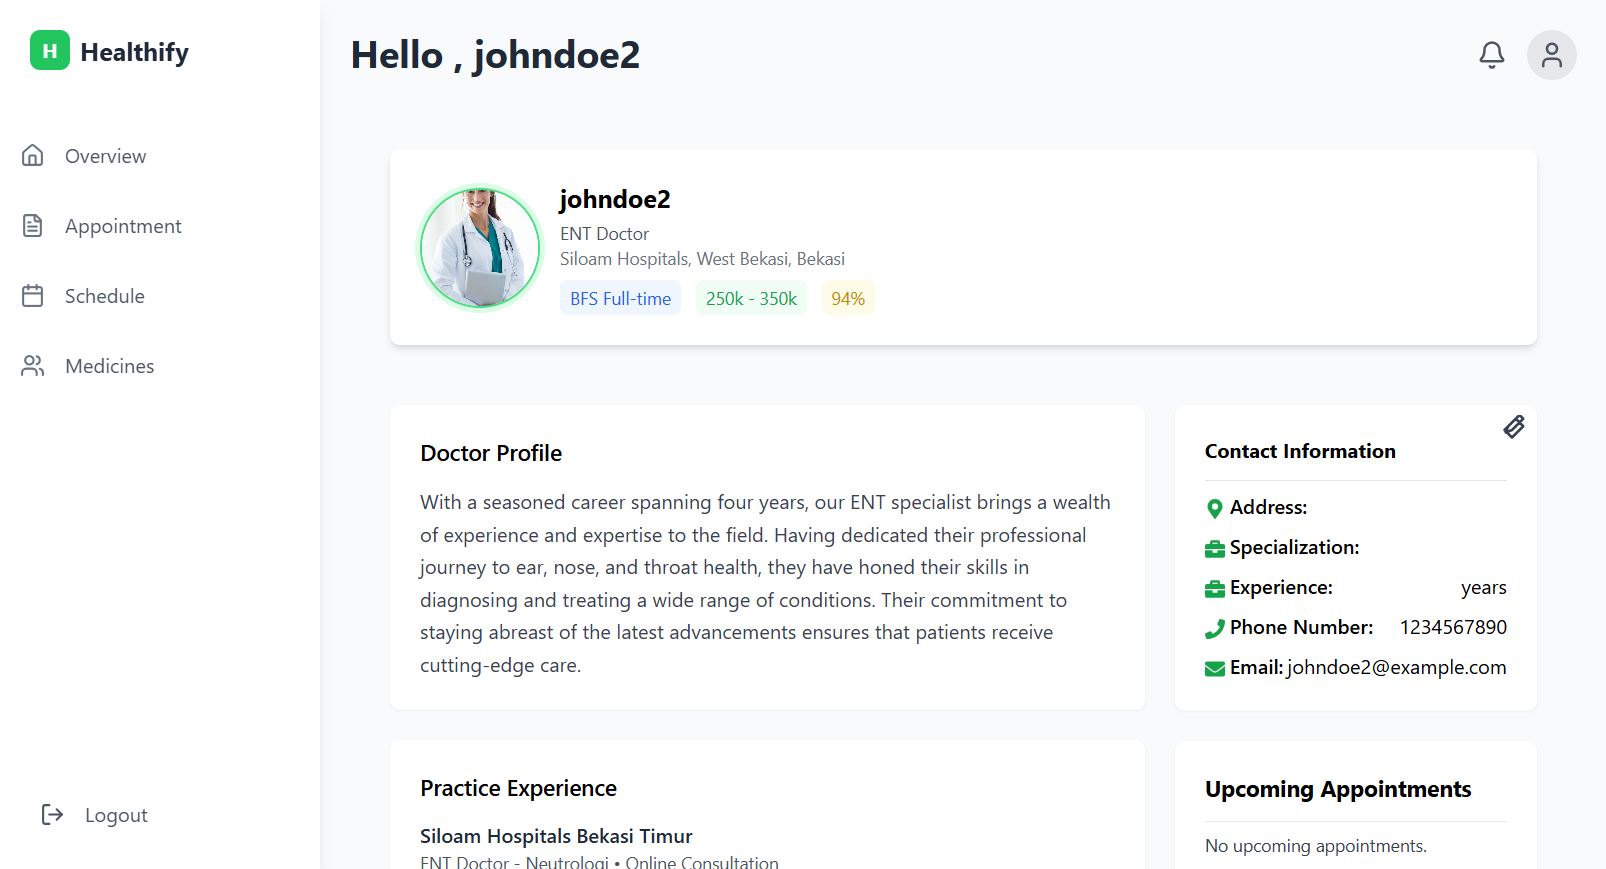 H Healthify
Hello , johndoe2
Overview
Appointment
Schedule
Medicines
Logout
johndoe2
ENT Doctor
Siloam Hospitals, West Bekasi, Bekasi
BFS Full-time 250k - 350k 94%
Doctor Profile
With a seasoned career spanning four years, our ENT specialist brings a wealth
of experience and expertise to the field. Having dedicated their professional
journey to ear, nose, and throat health, they have honed their skills in
diagnosing and treating a wide range of conditions. Their commitment to
staying abreast of the latest advancements ensures that patients receive
cutting-edge care.
Contact Information
Address:
Specialization:
Experience: years
Phone Number: 1234567890
Email: johndoe2@example.com
Practice Experience
Siloam Hospitals Bekasi Timur
ENT Doctor - Neutrologi • Online Consultation
Upcoming Appointments
No upcoming appointments.